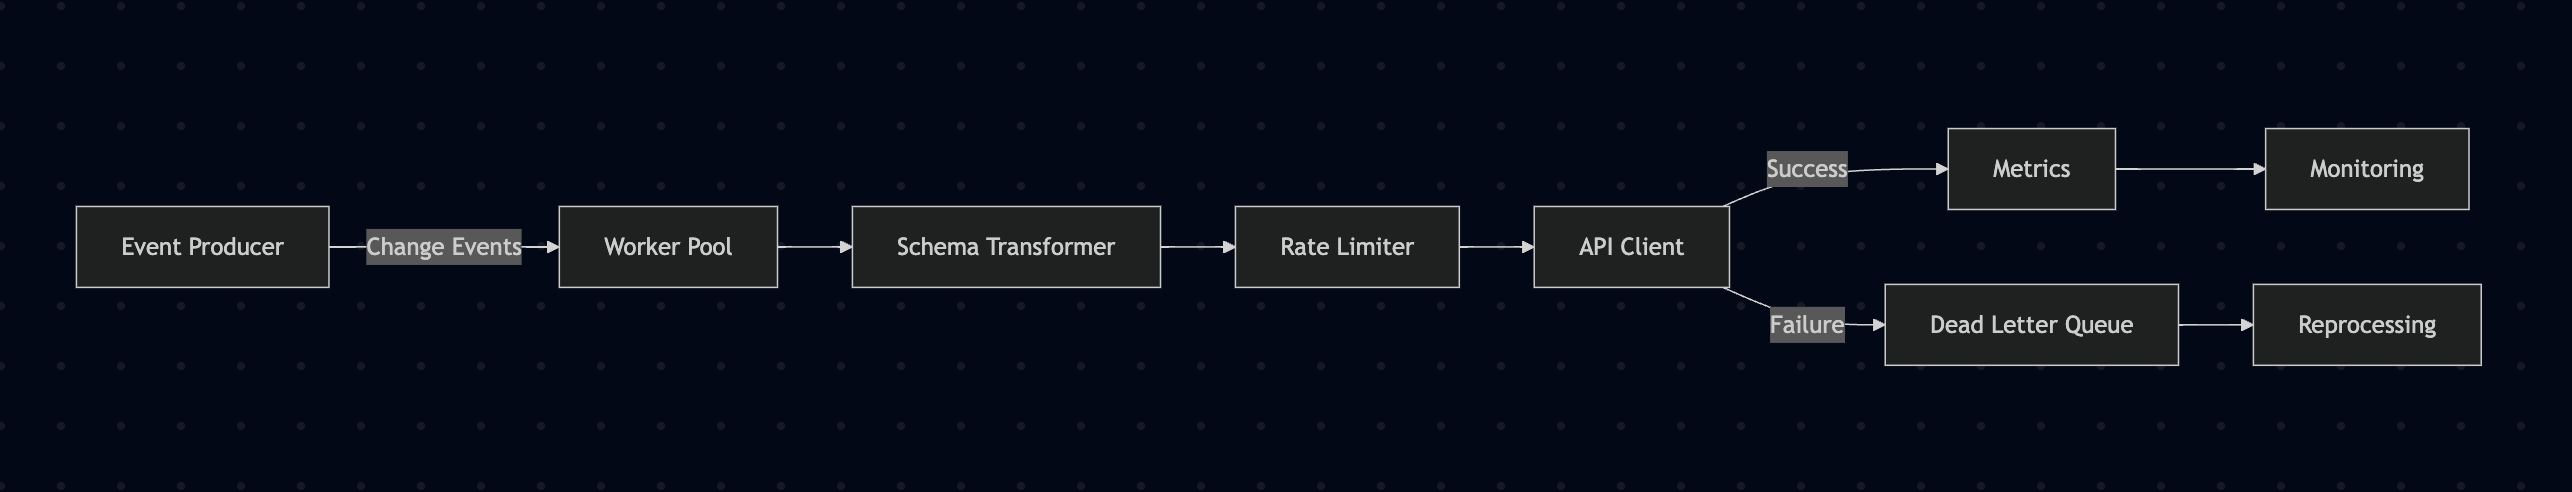 Event Producer
Change Events
Worker Pool
Schema Transformer
Rate Limiter
API Client
Success
Metrics
Monitoring
Failure
Dead Letter Queue
Reprocessing